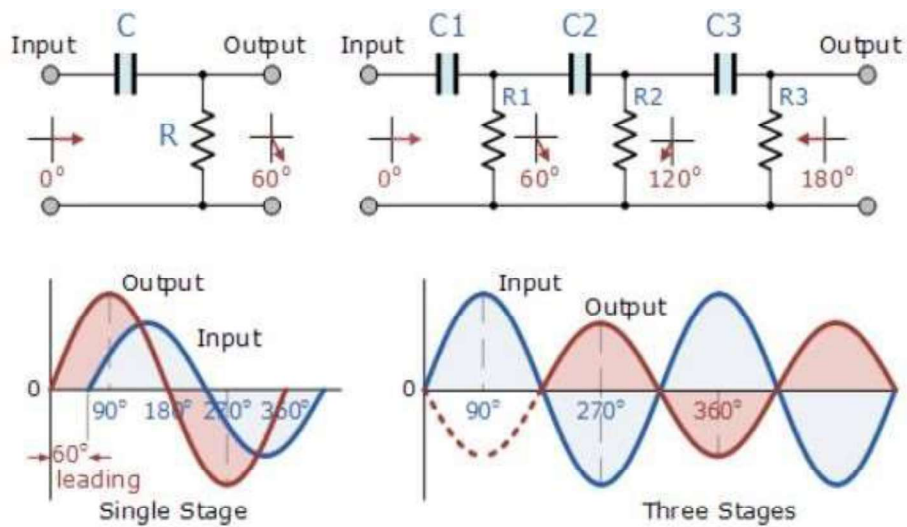 C
Input
Output
R
0°
60°
C1
C2
C3
Input
Output
R1
R2
R3
0°
60°
120°
180°
Output
Input
0
90° 180° 270° 360°
60°
leading
Single Stage
Input
Output
0
90°
270°
360°
Three Stages